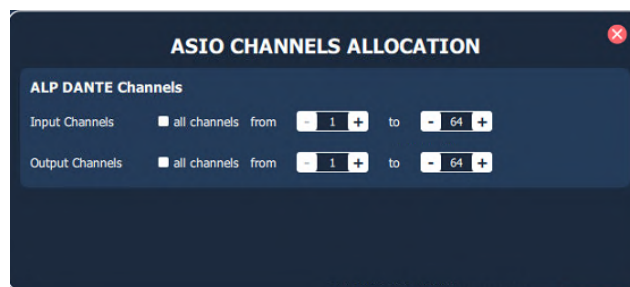 ASIO CHANNELS ALLOCATION
ALP DANTE Channels
Input Channels all channels from - 1 + to - 64 +
Output Channels all channels from - 1 + to - 64 +